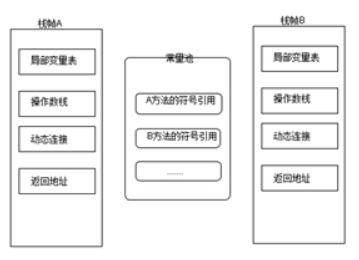 栈帧A
局部变量表
操作数栈
动态连接
返回地址
常量池
A方法的符号引用
B方法的符号引用
.......
栈帧B
局部变量表
操作数栈
动态连接
返回地址